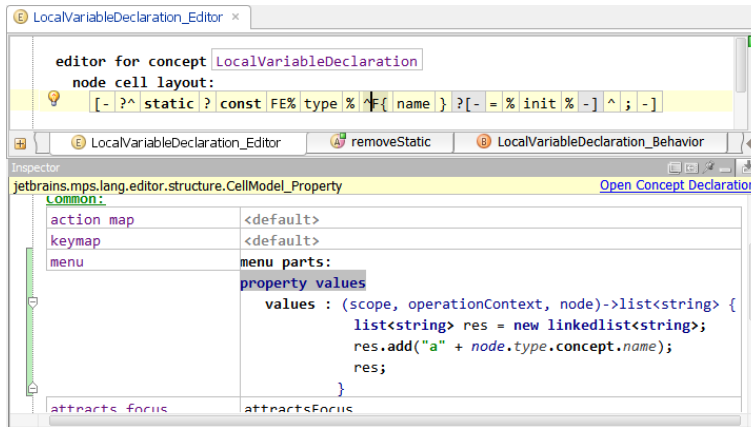 LocalVariableDeclaration_Editor ×
editor for concept LocalVariableDeclaration
node cell layout:
[- ?^ static ? const FE% type % ^F{ name } ?[- = % init % -] ^ ; -]
LocalVariableDeclaration_Editor removeStatic LocalVariableDeclaration_Behavior
Inspector
jetbrains.mps.lang.editor.structure.CellModel_Property Open Concept Declaration
Common:
action map <default>
keymap <default>
menu menu parts:
property values
values : (scope, operationContext, node)->list<string> {
list<string> res = new linkedlist<string>;
res.add("a" + node.type.concept.name);
res;
}
attracts focus attractsFocus